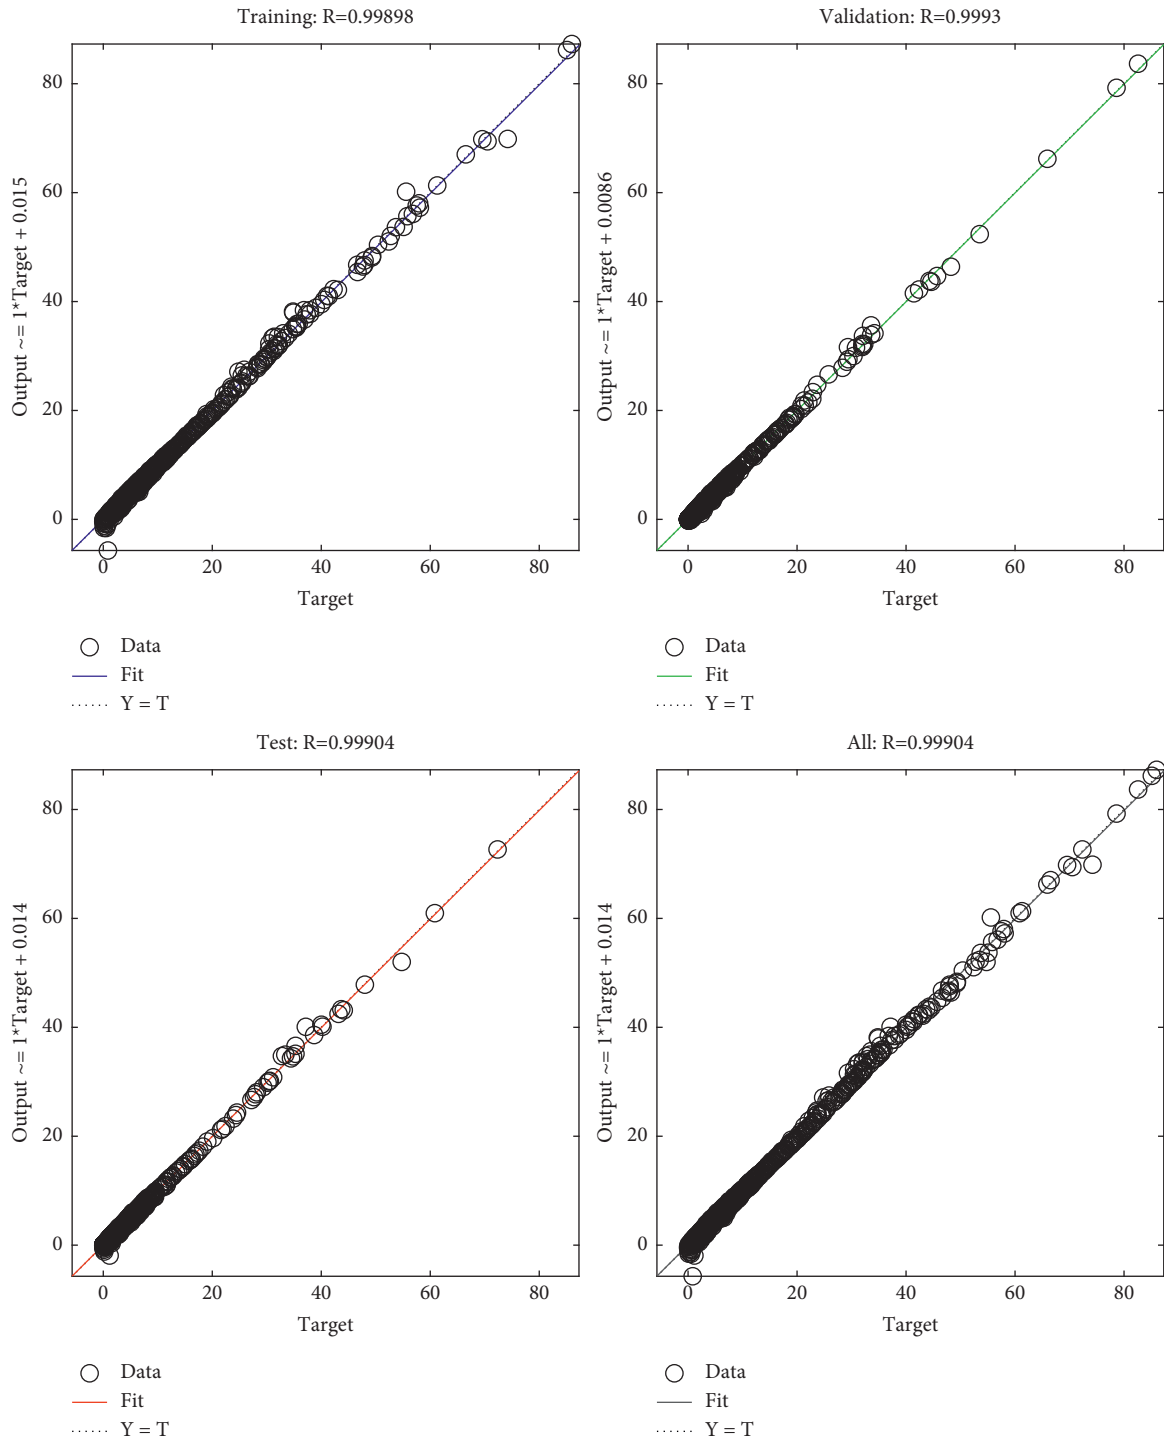 Training: R=0.99898
Output ~= 1*Target + 0.015
80
60
40
20
0
0 20 40 60 80
Target
Data
Fit
Y = T
Validation: R=0.9993
Output ~= 1*Target + 0.0086
80
60
40
20
0
0 20 40 60 80
Target
Data
Fit
Y = T
Test: R=0.99904
Output ~= 1*Target + 0.014
80
60
40
20
0
0 20 40 60 80
Target
Data
Fit
Y = T
All: R=0.99904
Output ~= 1*Target + 0.014
80
60
40
20
0
0 20 40 60 80
Target
Data
Fit
Y = T